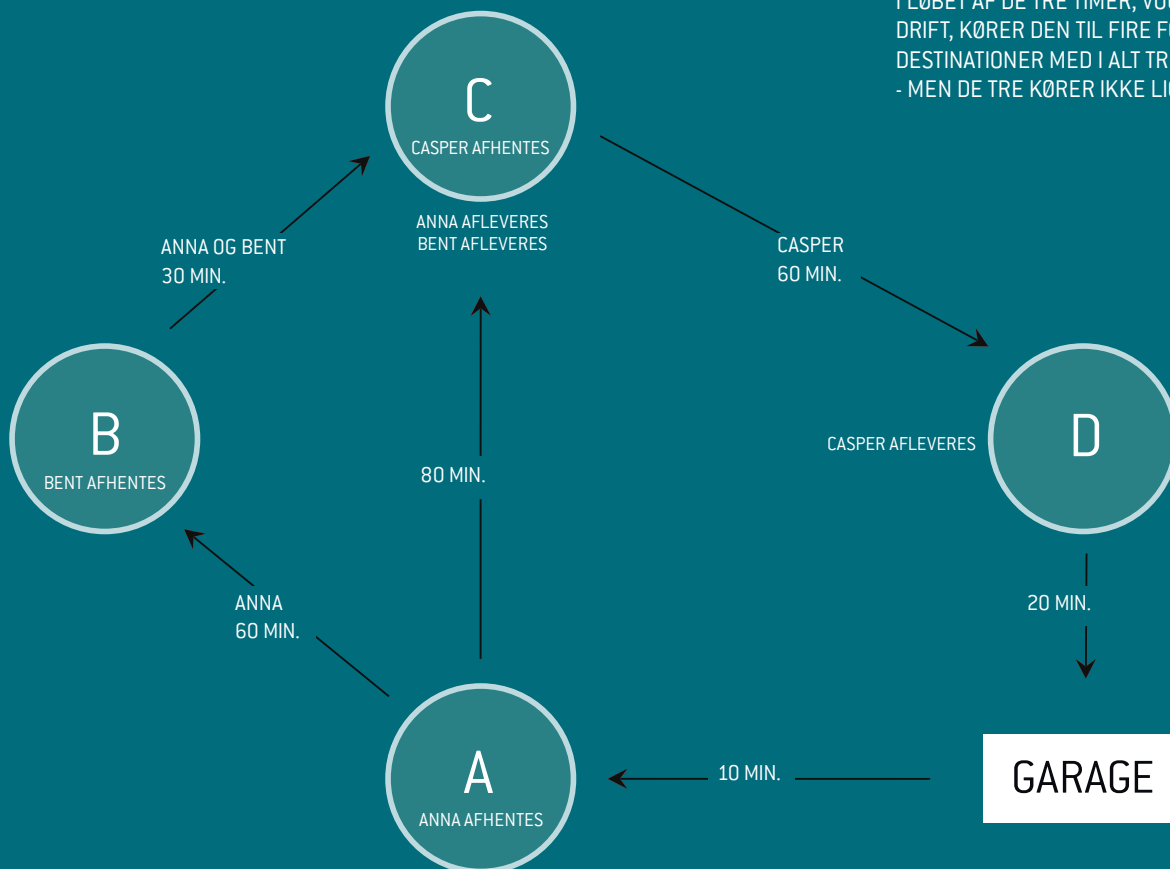 DRIFT, KØRER DEN TIL FIRE
DESTINATIONER MED I ALT
- MEN DE TRE KØRER IKKE
C
CASPER AFHENTES
ANNA AFLEVERES
BENT AFLEVERES
ANNA OG BENT
30 MIN.
CASPER
60 MIN.
B
BENT AFHENTES
D
CASPER AFLEVERES
80 MIN.
ANNA
60 MIN.
20 MIN.
A
ANNA AFHENTES
10 MIN.
GARAGE